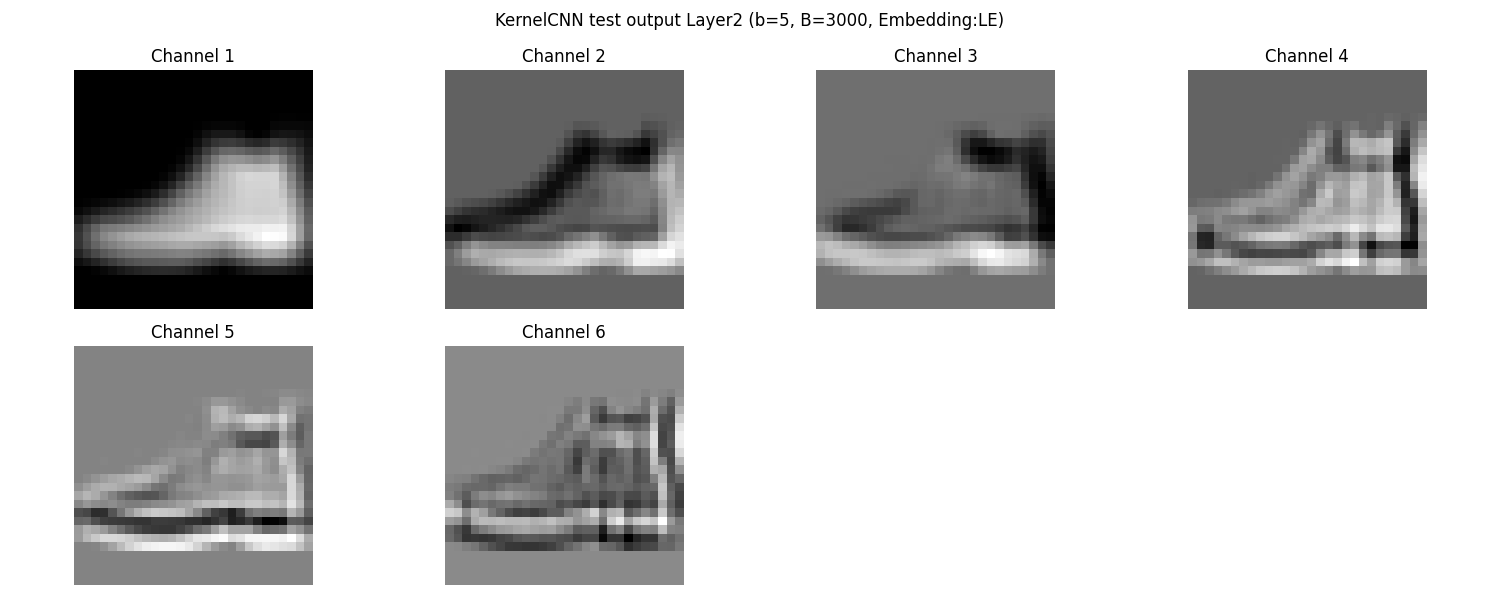 KernelCNN test output Layer2 (b=5, B=3000, Embedding:LE)
Channel 1
Channel 2
Channel 3
Channel 4
Channel 5
Channel 6